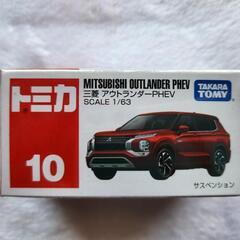 トミカ
10
MITSUBISHI OUTLANDER PHEV
三菱 アウトランダーPHEV
SCALE 1/63
TAKARA
TOMY
サスペンション